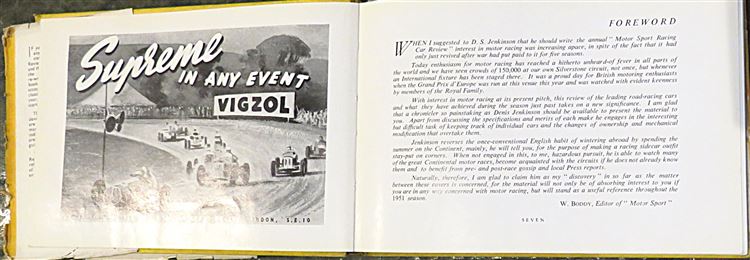 Supreme
IN ANY EVENT
VIGZOL
S.E.10
FOREWORD
WHEN I suggested to D. S. Jenkinson that he should write the annual " Motor Sport Racing
Car Review " interest in motor racing was increasing apace, in spite of the fact that it had
only just revived after war had put paid to it for five seasons.
Today enthusiasm for motor racing has reached a hitherto unheard-of fever in all parts of
the world and we have seen crowds of 150,000 at our own Silverstone circuit, not once, but whenever
an International fixture has been staged there. It was a proud day for British motoring enthusiasts
when the Grand Prix d'Europe was run at this venue this year and was watched with evident keenness
by members of the Royal Family.
With interest in motor racing at its present pitch, this review of the leading road-racing cars
and what they have achieved during the season just past takes on a new significance. I am glad
that a chronicler so painstaking as Denis Jenkinson should be available to present the material to
you. Apart from discussing the specifications and merits of each make he engages in the interesting
but difficult task of keeping track of individual cars and the changes of ownership and mechanical
modification that overtake them.
Jenkinson reverses the once-conventional English habit of wintering abroad by spending the
summer on the Continent, mainly, he will tell you, for the purpose of making a racing sidecar outfit
stay-put on corners. When not engaged in this, to me, hazardous pursuit, he is able to watch many
of the great Continental motor races, become acquainted with the circuits if he does not already know
them and to benefit from pre- and post-race gossip and local Press reports.
Naturally, therefore, I am glad to claim him as my " discovery " in so far as the matter
between these covers is concerned, for the material will not only be of absorbing interest to you if
you are in any way concerned with motor racing, but will stand as a useful reference throughout the
1951 season.
W. BODDY, Editor of " Motor Sport "
SEVEN